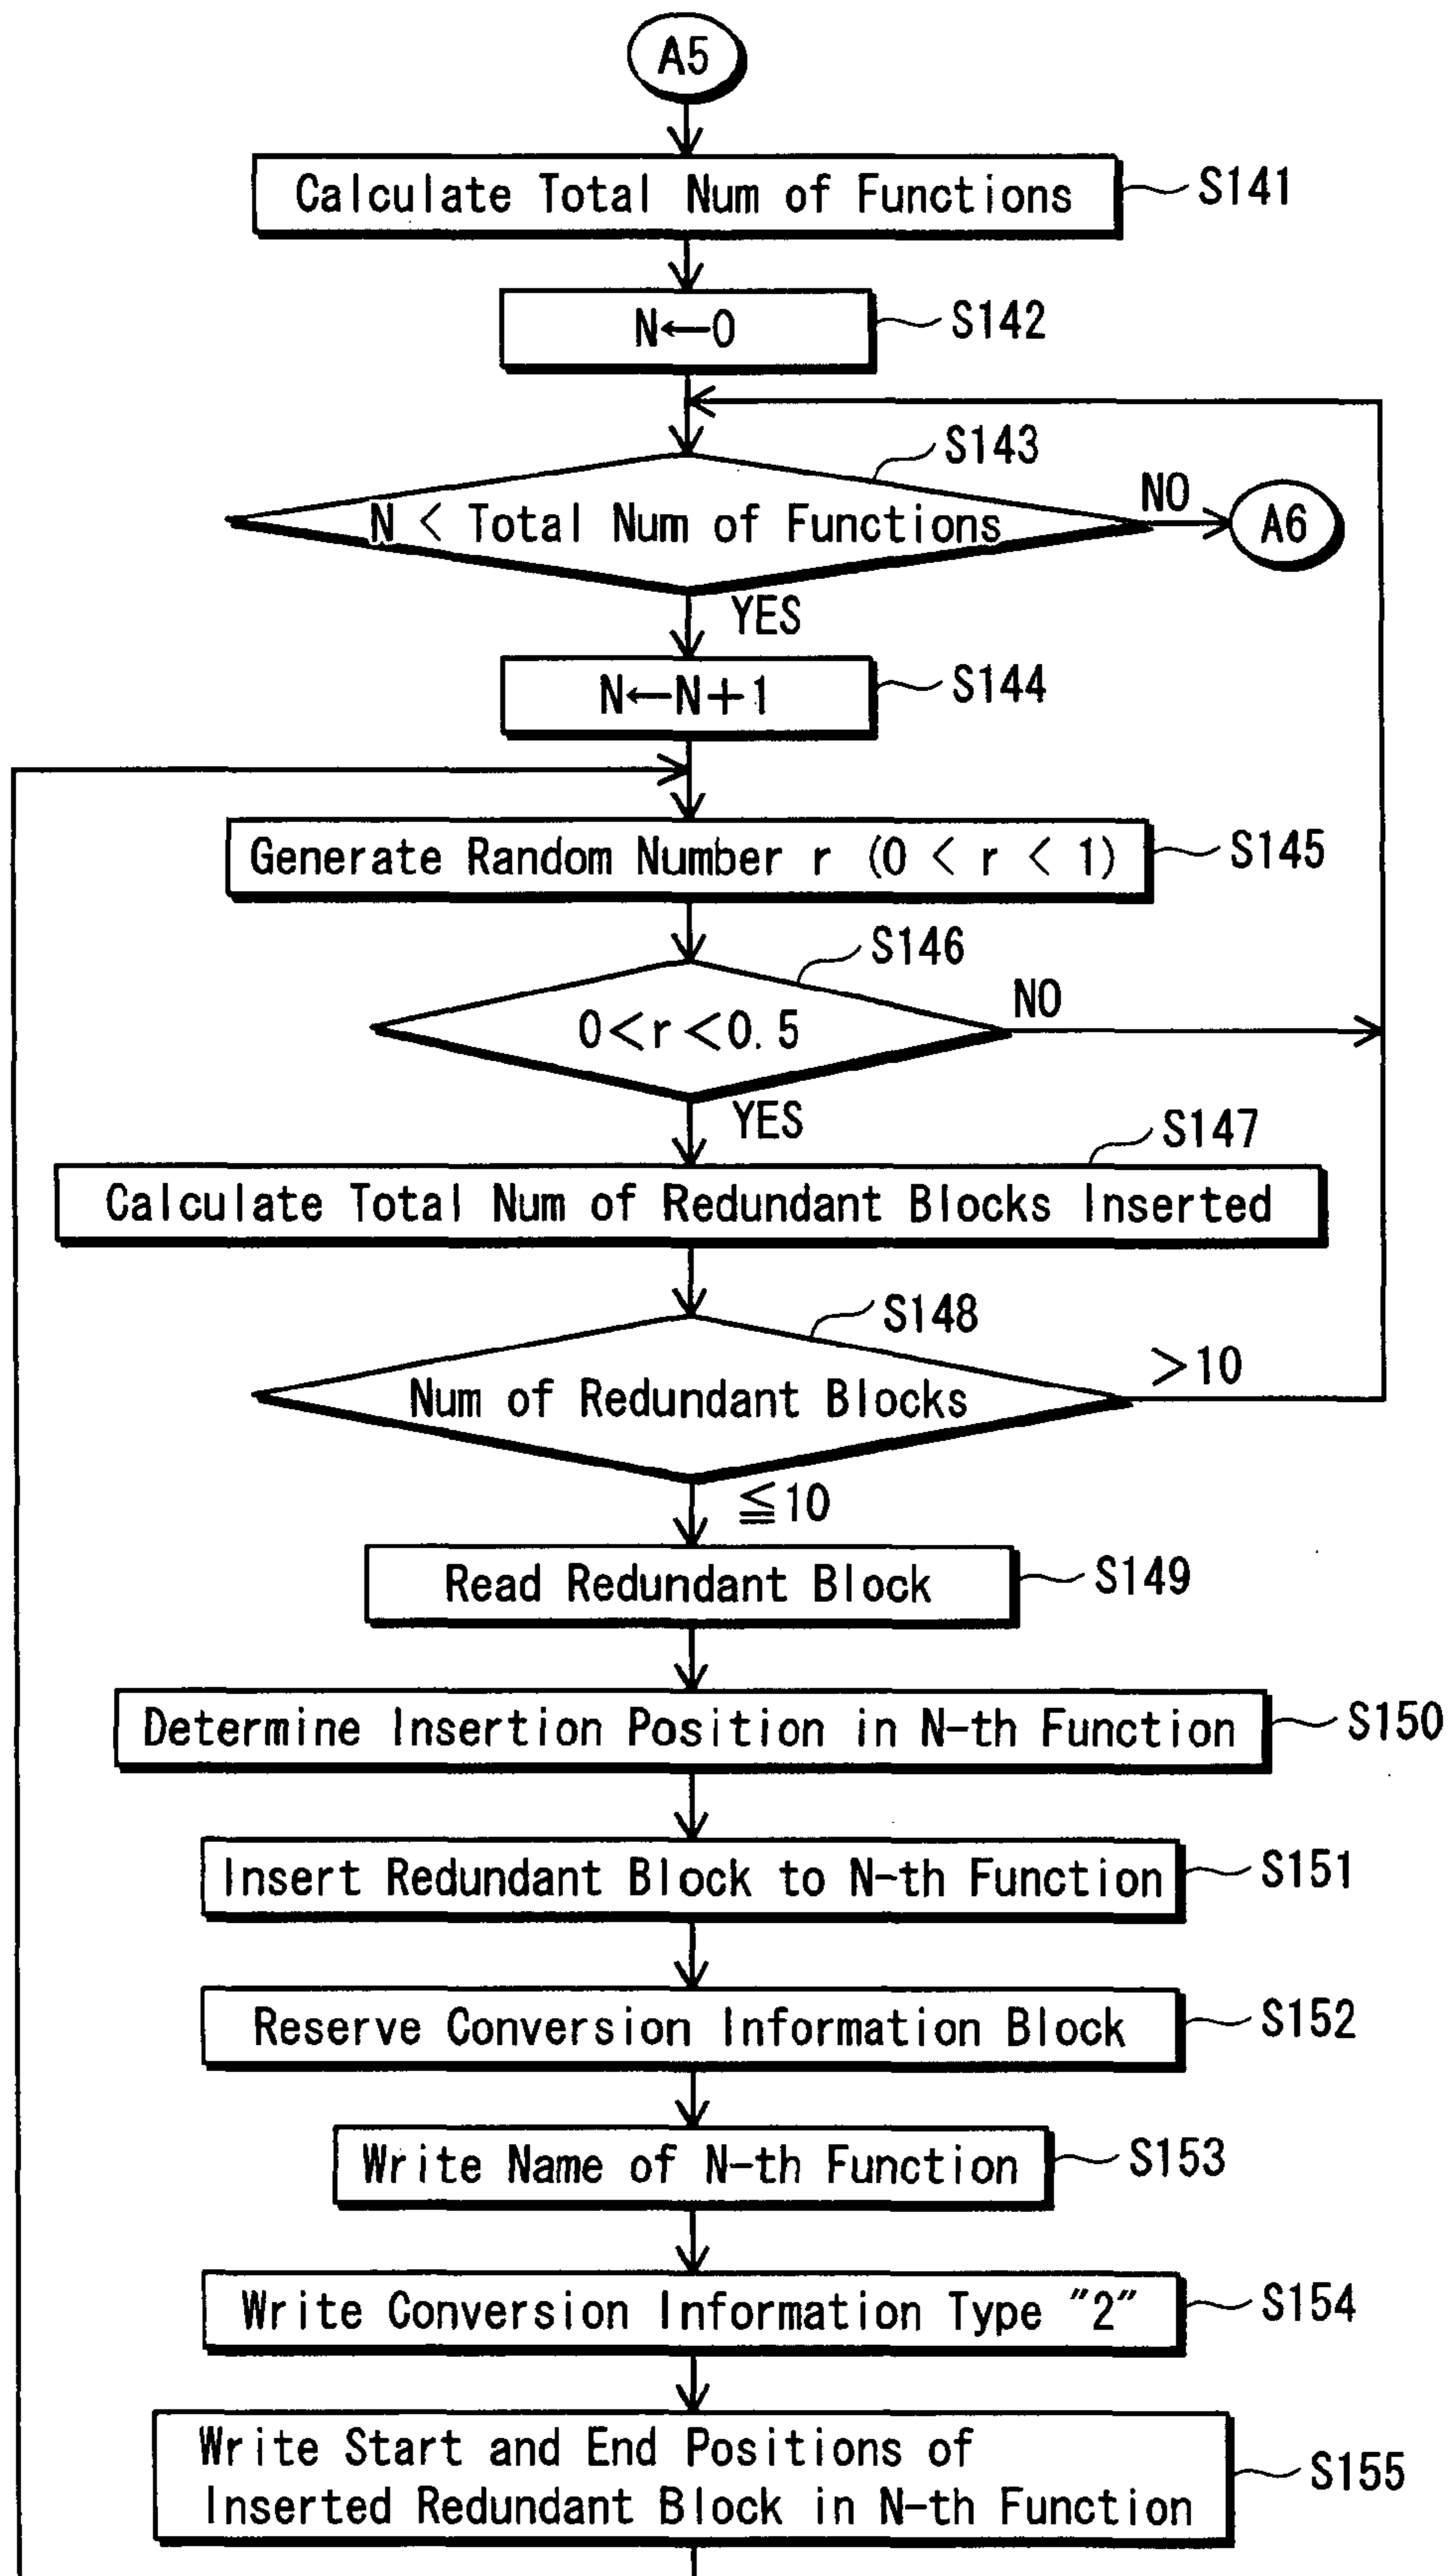 A5
Calculate Total Num of Functions
S141
N←0
S142
S143
N < Total Num of Functions
NO
A6
YES
N←N+1
S144
Generate Random Number r (0 < r < 1)
S145
S146
0<r<0.5
NO
YES
S147
Calculate Total Num of Redundant Blocks Inserted
S148
Num of Redundant Blocks
>10
≦10
Read Redundant Block
S149
Determine Insertion Position in N-th Function
S150
Insert Redundant Block to N-th Function
S151
Reserve Conversion Information Block
S152
Write Name of N-th Function
S153
Write Conversion Information Type "2"
S154
Write Start and End Positions of
Inserted Redundant Block in N-th Function
S155